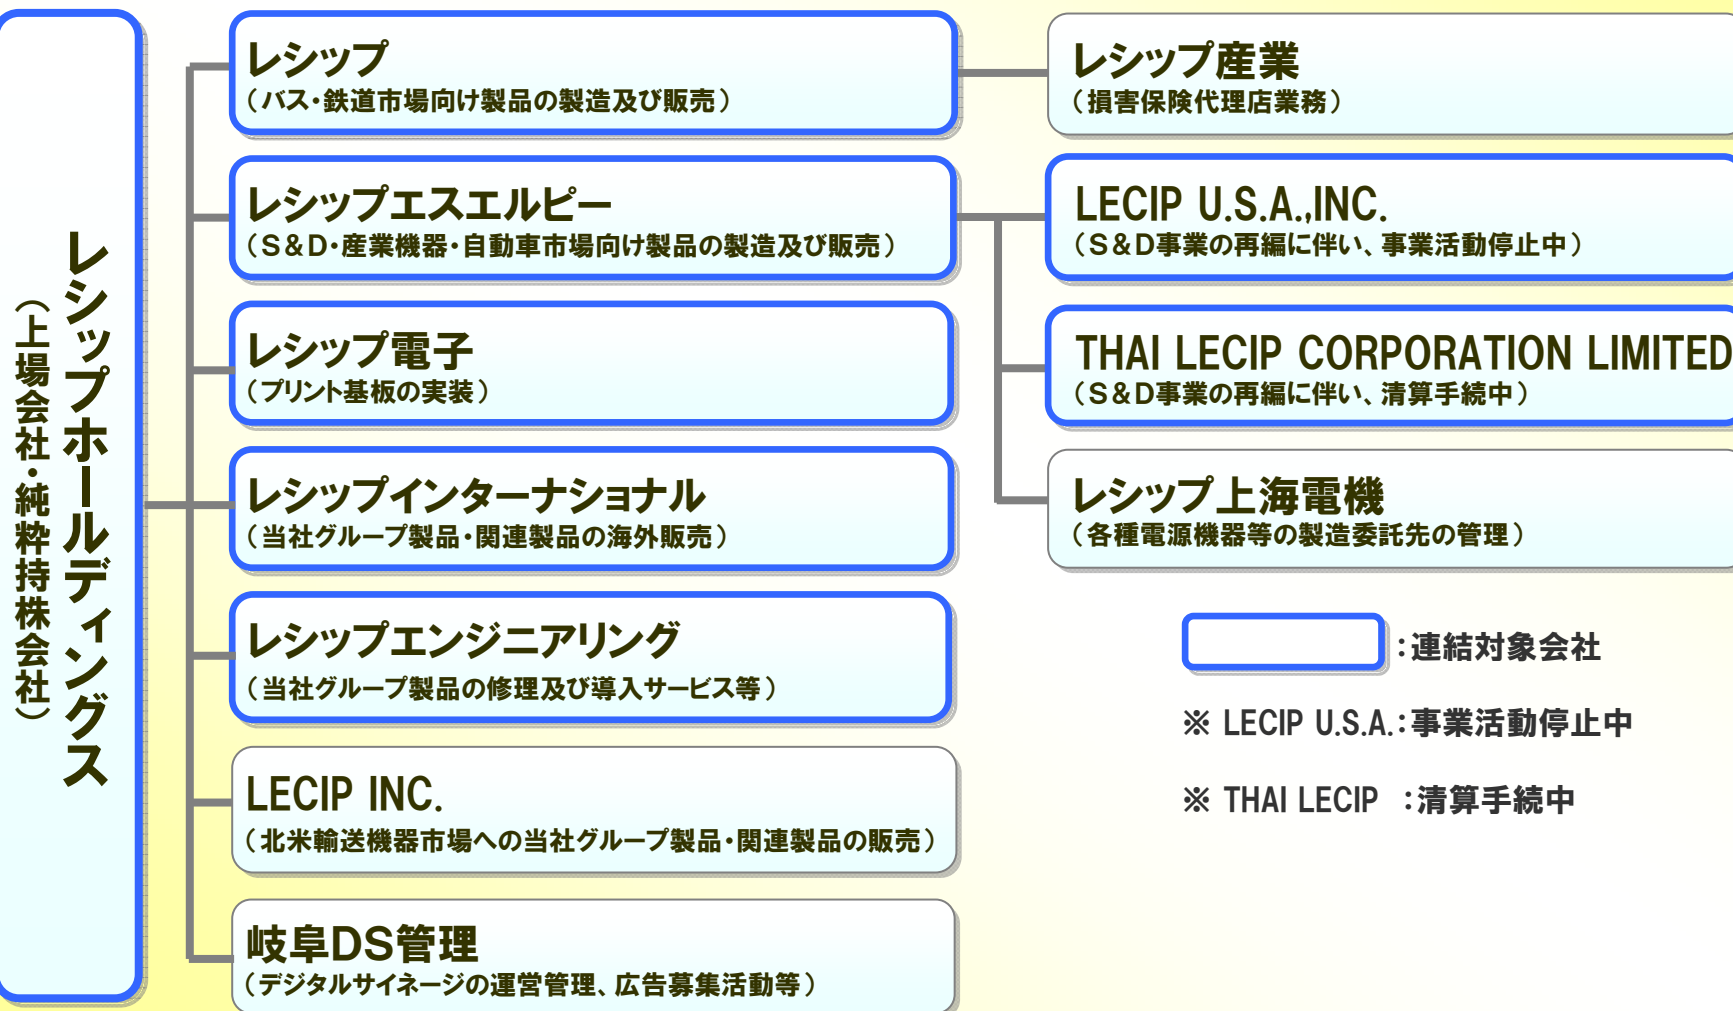 レシップホールディングス
（上場会社・純粋持株会社）
レシップ
（バス・鉄道市場向け製品の製造及び販売）
レシップエスエルピー
（S＆D・産業機器・自動車市場向け製品の製造及び販売）
レシップ電子
（プリント基板の実装）
レシップインターナショナル
（当社グループ製品・関連製品の海外販売）
レシップエンジニアリング
（当社グループ製品の修理及び導入サービス等）
LECIP INC.
（北米輸送機器市場への当社グループ製品・関連製品の販売）
岐阜DS管理
（デジタルサイネージの運営管理、広告募集活動等）
レシップ産業
（損害保険代理店業務）
LECIP U.S.A.,INC.
（S＆D事業の再編に伴い、事業活動停止中）
THAI LECIP CORPORATION LIMITED
（S＆D事業の再編に伴い、清算手続中）
レシップ上海電機
（各種電源機器等の製造委託先の管理）
：連結対象会社
※ LECIP U.S.A.：事業活動停止中
※ THAI LECIP ：清算手続中